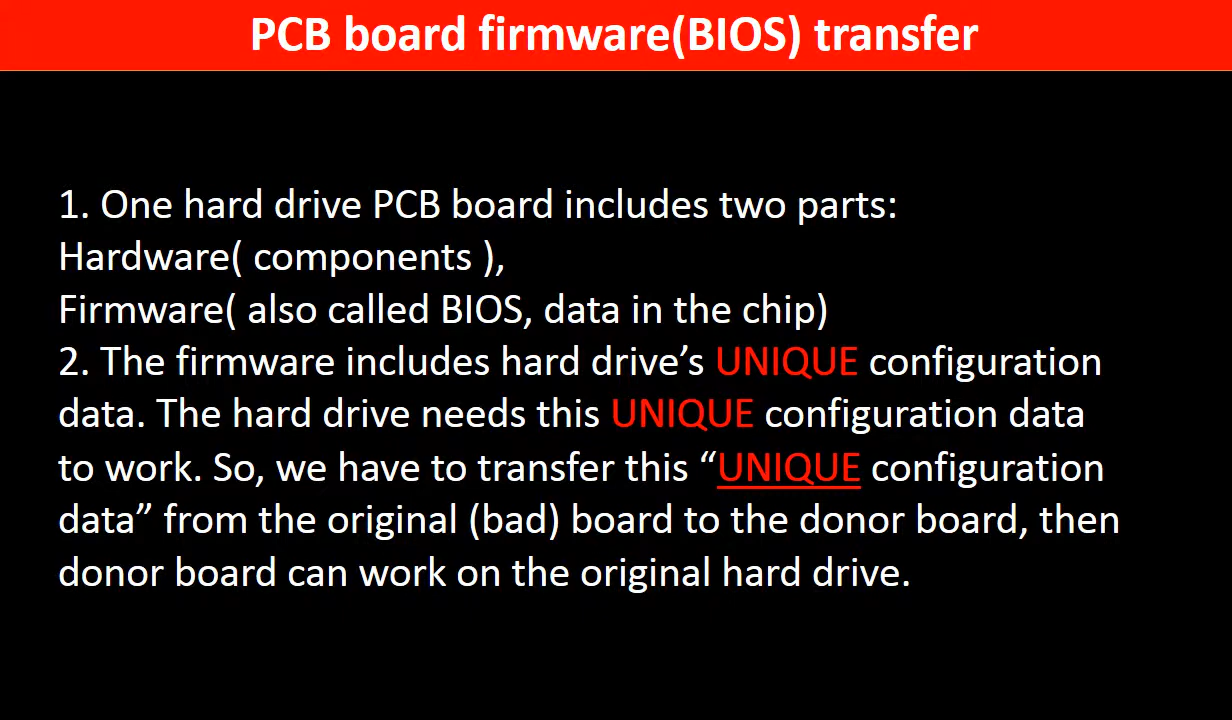 PCB board firmware(BIOS) transfer
1. One hard drive PCB board includes two parts:
Hardware( components ),
Firmware( also called BIOS, data in the chip)
2. The firmware includes hard drive’s UNIQUE configuration
data. The hard drive needs this UNIQUE configuration data
to work. So, we have to transfer this “UNIQUE configuration
data” from the original (bad) board to the donor board, then
donor board can work on the original hard drive.